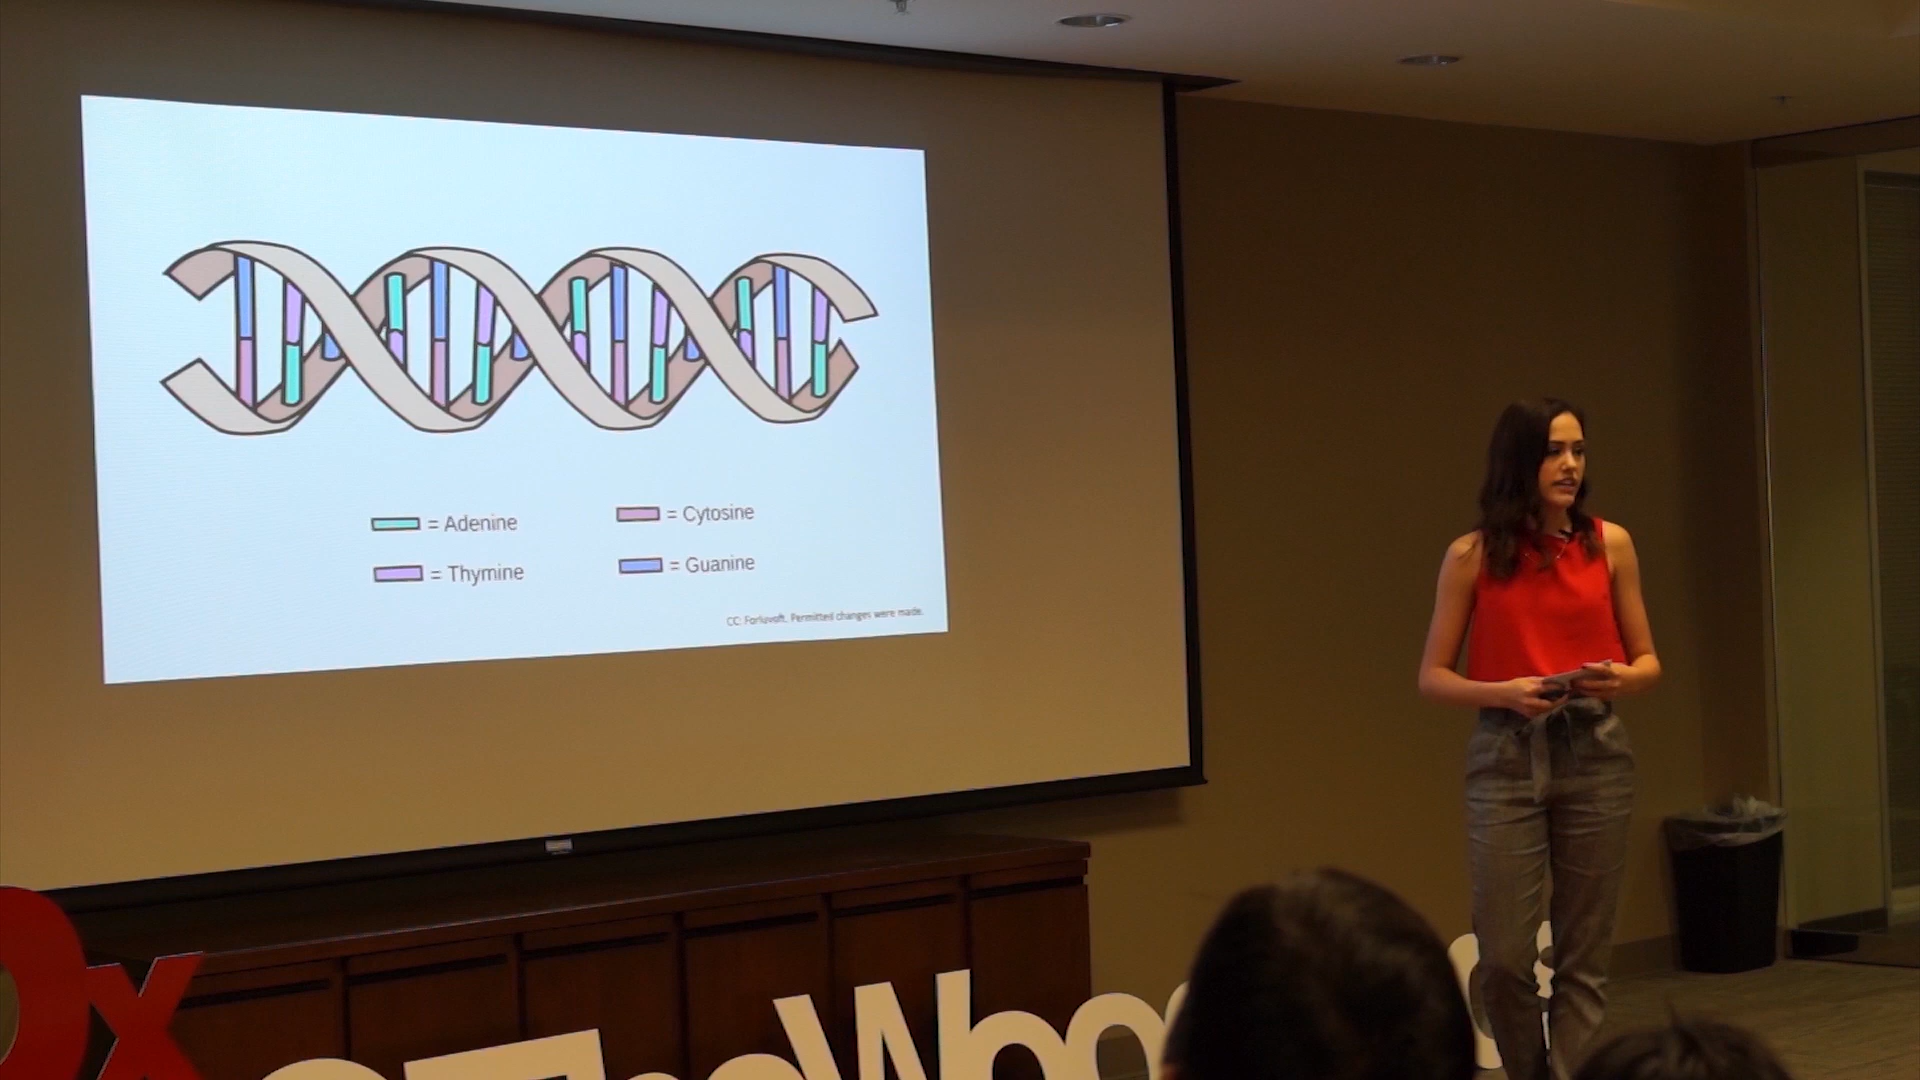 = Adenine
= Cytosine
= Thymine
= Guanine
CC: Forluvoft. Permitted changes were made.